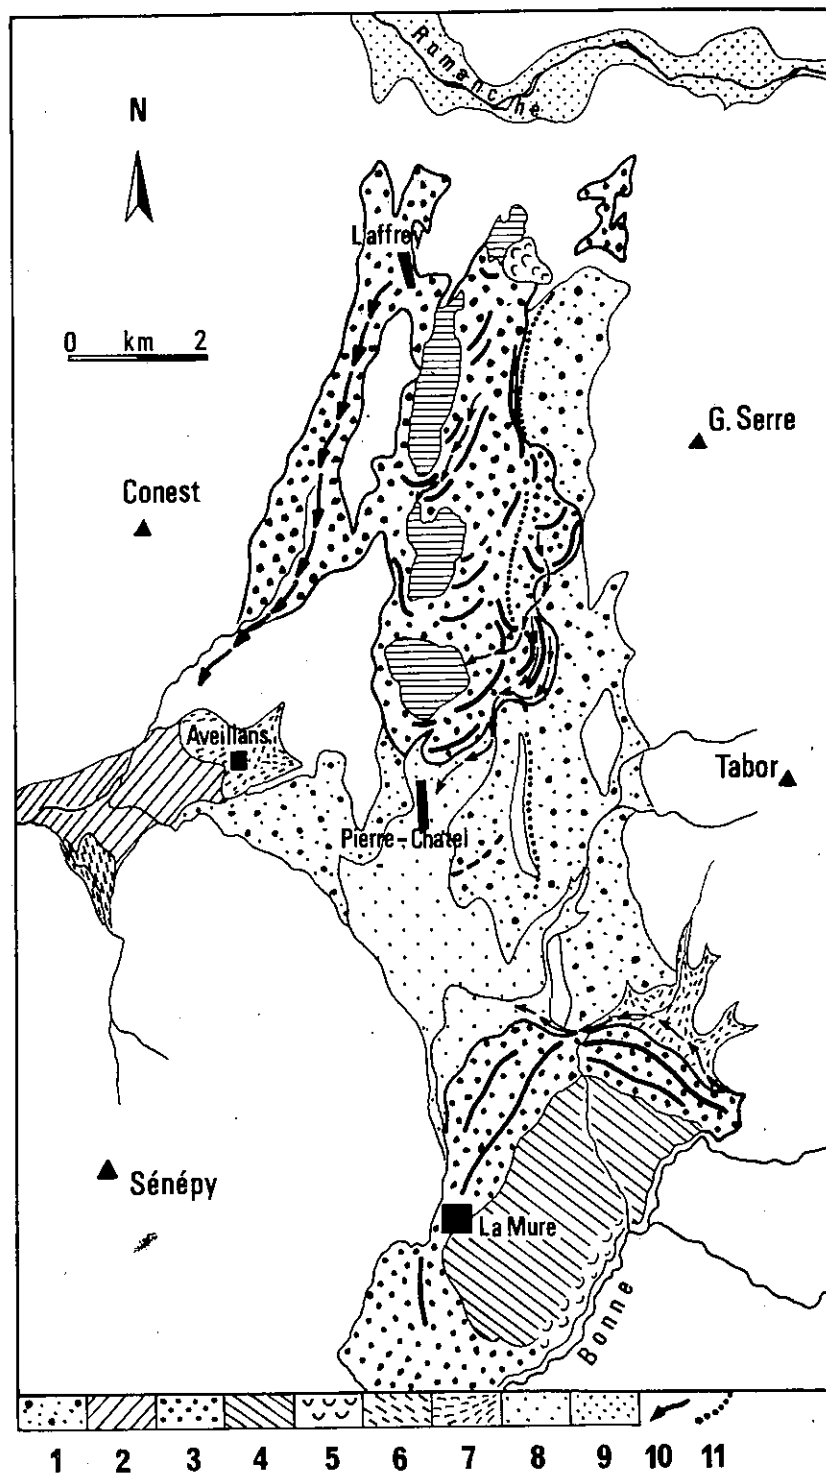 Romanche
N
Laffrey
0 km 2
G. Serre
Conest
Aveillans
Tabor
Pierre-Chatel
Sénépy
La Mure
Bonne
1 2 3 4 5 6 7 8 9 10 11